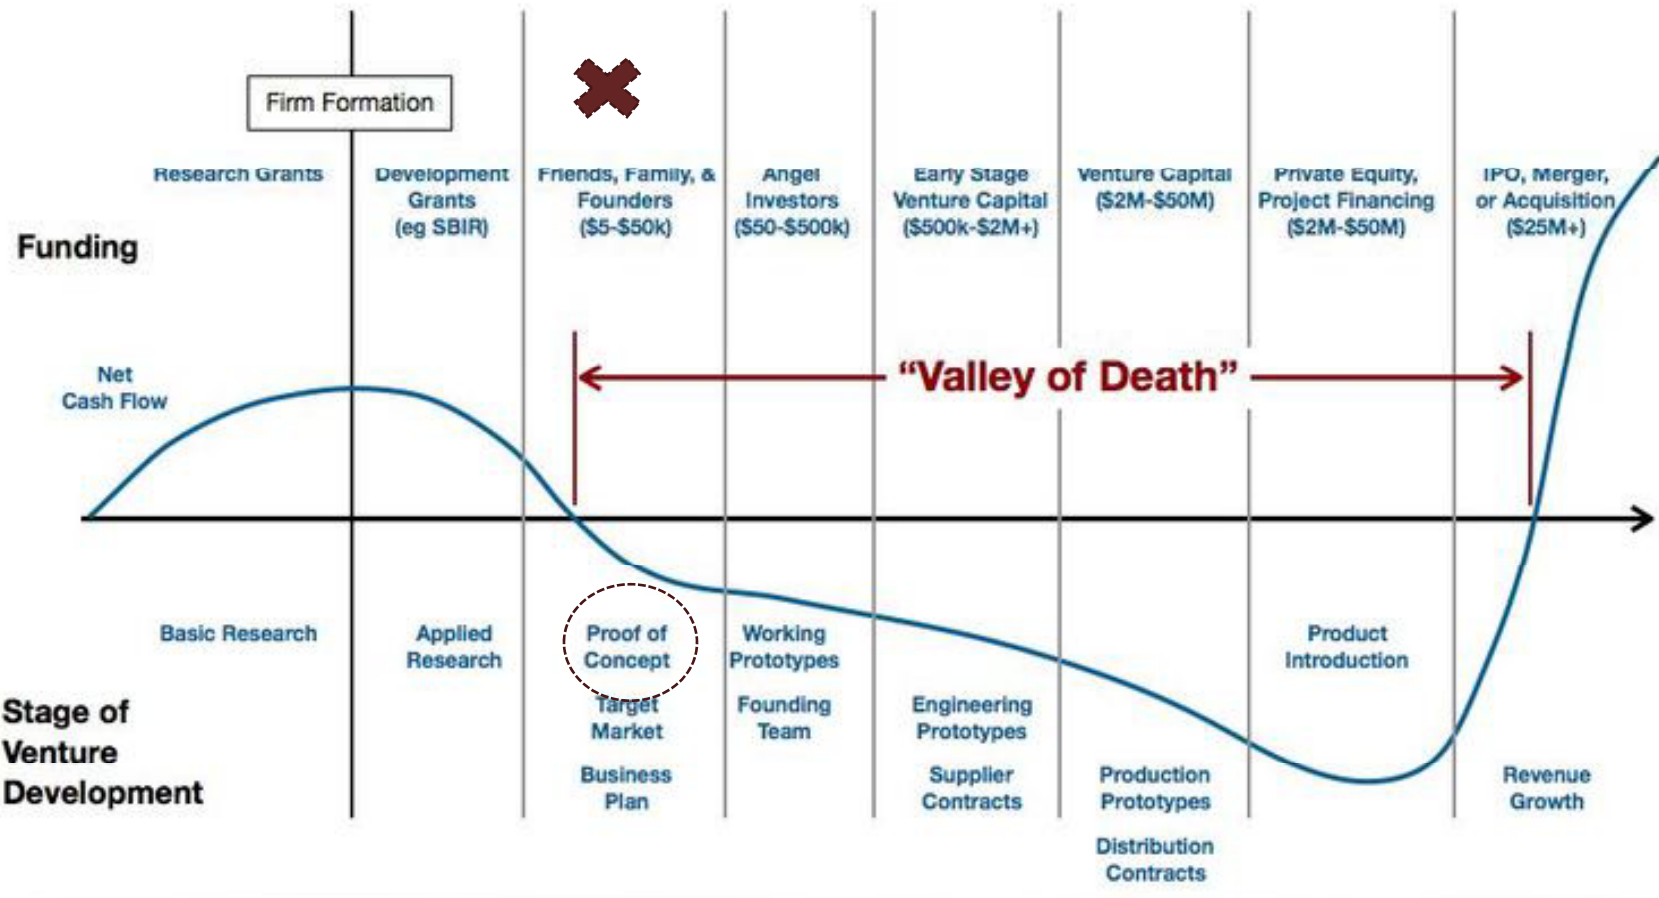 Firm Formation
Research Grants
Development
Grants
(eg SBIR)
Friends, Family, &
Founders
($5-$50k)
Angel
Investors
($50-$500k)
Early Stage
Venture Capital
($500k-$2M+)
Venture Capital
($2M-$50M)
Private Equity,
Project Financing
($2M-$50M)
IPO, Merger,
or Acquisition
($25M+)
Funding
Net
Cash Flow
“Valley of Death”
Basic Research
Applied
Research
Proof of
Concept
Target
Market
Business
Plan
Working
Prototypes
Founding
Team
Engineering
Prototypes
Supplier
Contracts
Production
Prototypes
Distribution
Contracts
Product
Introduction
Revenue
Growth
Stage of
Venture
Development